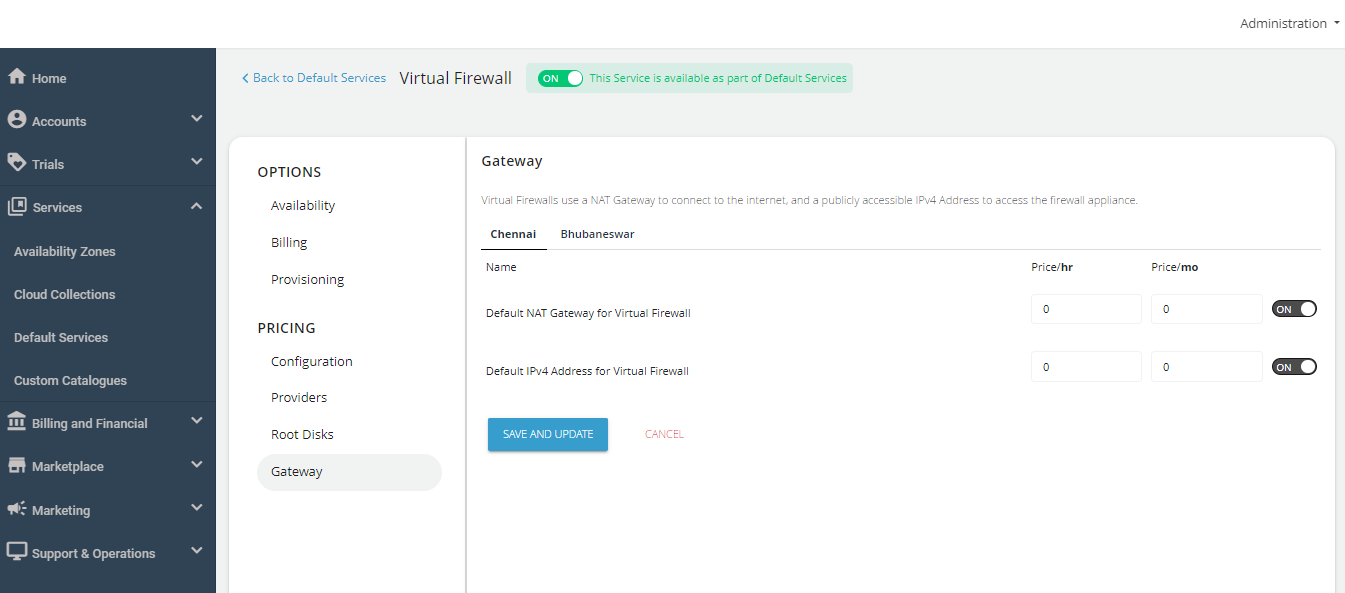 Administration
Home
Accounts
Trials
Services
Availability Zones
Cloud Collections
Default Services
Custom Catalogues
Billing and Financial
Marketplace
Marketing
Support & Operations
Back to Default Services Virtual Firewall ON This Service is available as part of Default Services
OPTIONS
Availability
Billing
Provisioning
PRICING
Configuration
Providers
Root Disks
Gateway
Gateway
Virtual Firewalls use a NAT Gateway to connect to the internet, and a publicly accessible IPv4 Address to access the firewall appliance.
Chennai Bhubaneswar
Name Price/hr Price/mo
Default NAT Gateway for Virtual Firewall 0 0 ON
Default IPv4 Address for Virtual Firewall 0 0 ON
SAVE AND UPDATE CANCEL